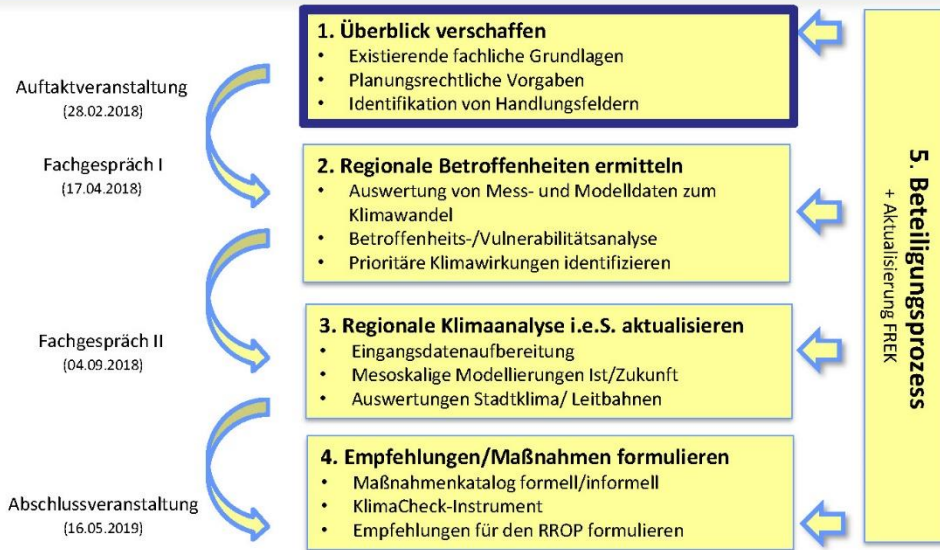 1. Überblick verschaffen
• Existierende fachliche Grundlagen
• Planungsrechtliche Vorgaben
• Identifikation von Handlungsfeldern
Auftaktveranstaltung
(28.02.2018)
Fachgespräch I
(17.04.2018)
2. Regionale Betroffenheiten ermitteln
• Auswertung von Mess- und Modelldaten zum
Klimawandel
• Betroffenheits-/Vulnerabilitätsanalyse
• Prioritäre Klimawirkungen identifizieren
Fachgespräch II
(04.09.2018)
3. Regionale Klimaanalyse i.e.S. aktualisieren
• Eingangsdatenaufbereitung
• Mesoskalige Modellierungen Ist/Zukunft
• Auswertungen Stadtklima/ Leitbahnen
Abschlussveranstaltung
(16.05.2019)
4. Empfehlungen/Maßnahmen formulieren
• Maßnahmenkatalog formell/informell
• KlimaCheck-Instrument
• Empfehlungen für den RROP formulieren
5. Beteiligungsprozess
+ Aktualisierung FREK